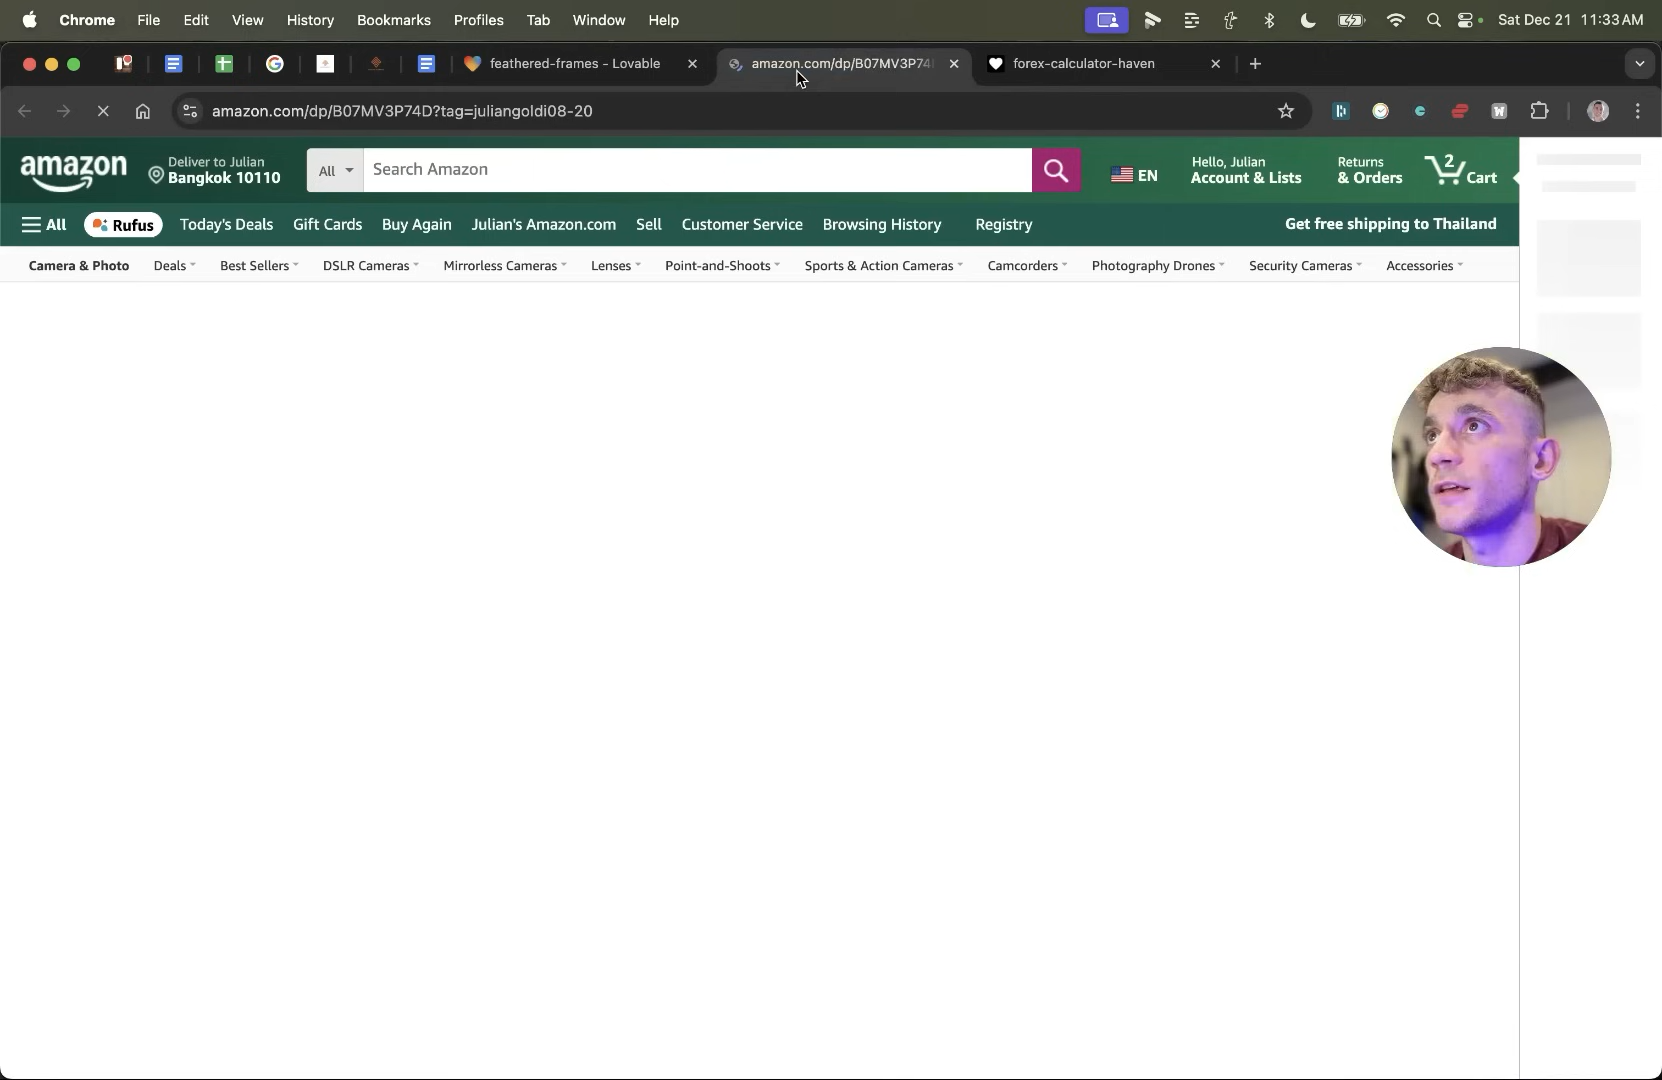 Chrome File Edit View History Bookmarks Profiles Tab Window Help Sat Dec 21 11:33 AM
feathered-frames - Lovable amazon.com/dp/B07MV3P74 forex-calculator-haven
amazon.com/dp/B07MV3P74D?tag=juliangoldi08-20
amazon
Deliver to Julian
Bangkok 10110
All
Search Amazon
EN
Hello, Julian
Account & Lists
Returns
& Orders
2
Cart
All Rufus Today's Deals Gift Cards Buy Again Julian's Amazon.com Sell Customer Service Browsing History Registry Get free shipping to Thailand
Camera & Photo Deals Best Sellers DSLR Cameras Mirrorless Cameras Lenses Point-and-Shoots Sports & Action Cameras Camcorders Photography Drones Security Cameras Accessories